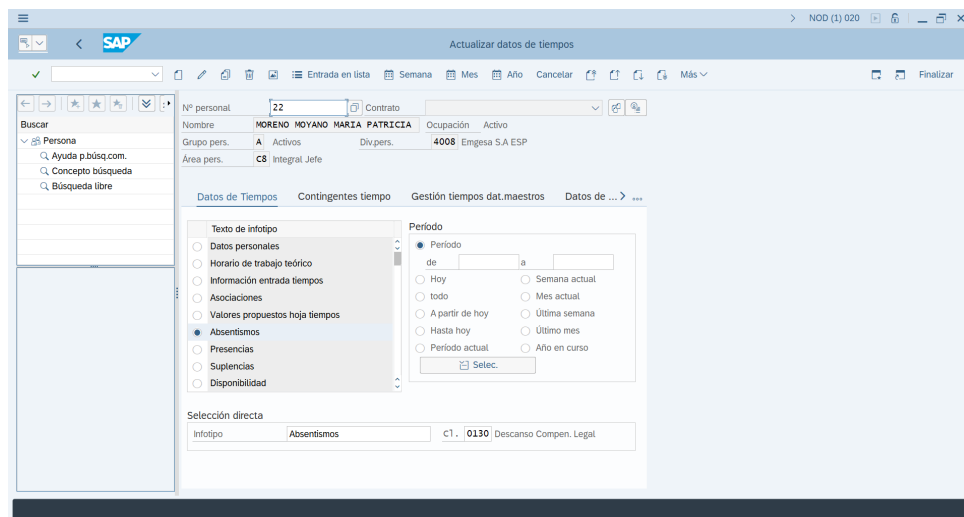 NOD (1) 020
SAP
Actualizar datos de tiempos
Entrada en lista Semana Mes Año Cancelar Más Finalizar
Buscar
Persona
Ayuda p.búsq.com.
Concepto búsqueda
Búsqueda libre
Nº personal 22 Contrato
Nombre MORENO MOYANO MARIA PATRICIA Ocupación Activo
Grupo pers. A Activos Div.pers. 4008 Emgesa S.A ESP
Área pers. C8 Integral Jefe
Datos de Tiempos Contingentes tiempo Gestión tiempos dat.maestros Datos de ...
Texto de infotipo
Datos personales
Horario de trabajo teórico
Información entrada tiempos
Asociaciones
Valores propuestos hoja tiempos
Absentismos
Presencias
Suplencias
Disponibilidad
Período
Período
de a
Hoy Semana actual
todo Mes actual
A partir de hoy Última semana
Hasta hoy Último mes
Período actual Año en curso
Selec.
Selección directa
Infotipo Absentismos Cl. 0130 Descanso Compen. Legal